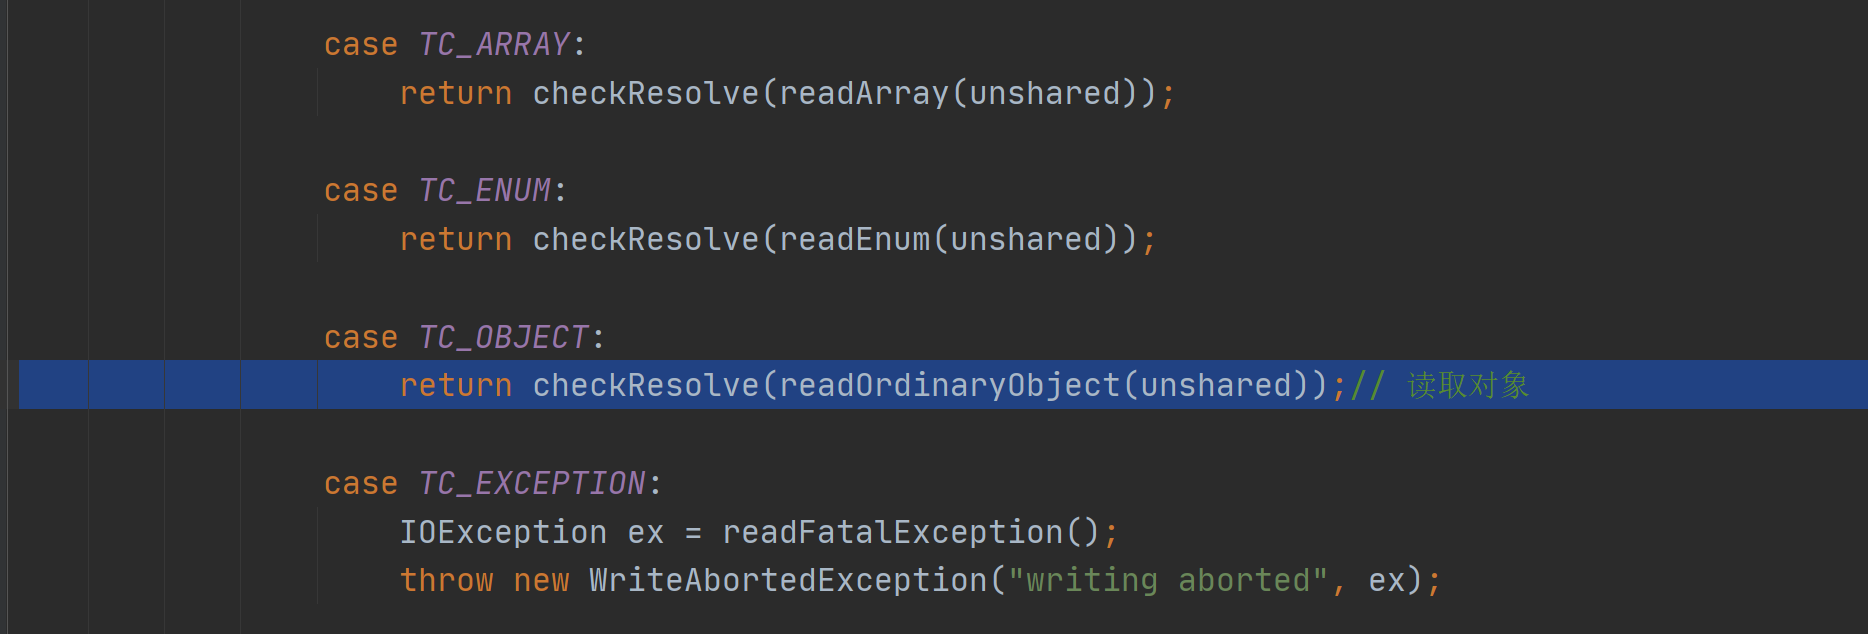 case TC_ARRAY:
return checkResolve(readArray(unshared));
case TC_ENUM:
return checkResolve(readEnum(unshared));
case TC_OBJECT:
return checkResolve(readOrdinaryObject(unshared));// 读取对象
case TC_EXCEPTION:
IOException ex = readFatalException();
throw new WriteAbortedException("writing aborted", ex);